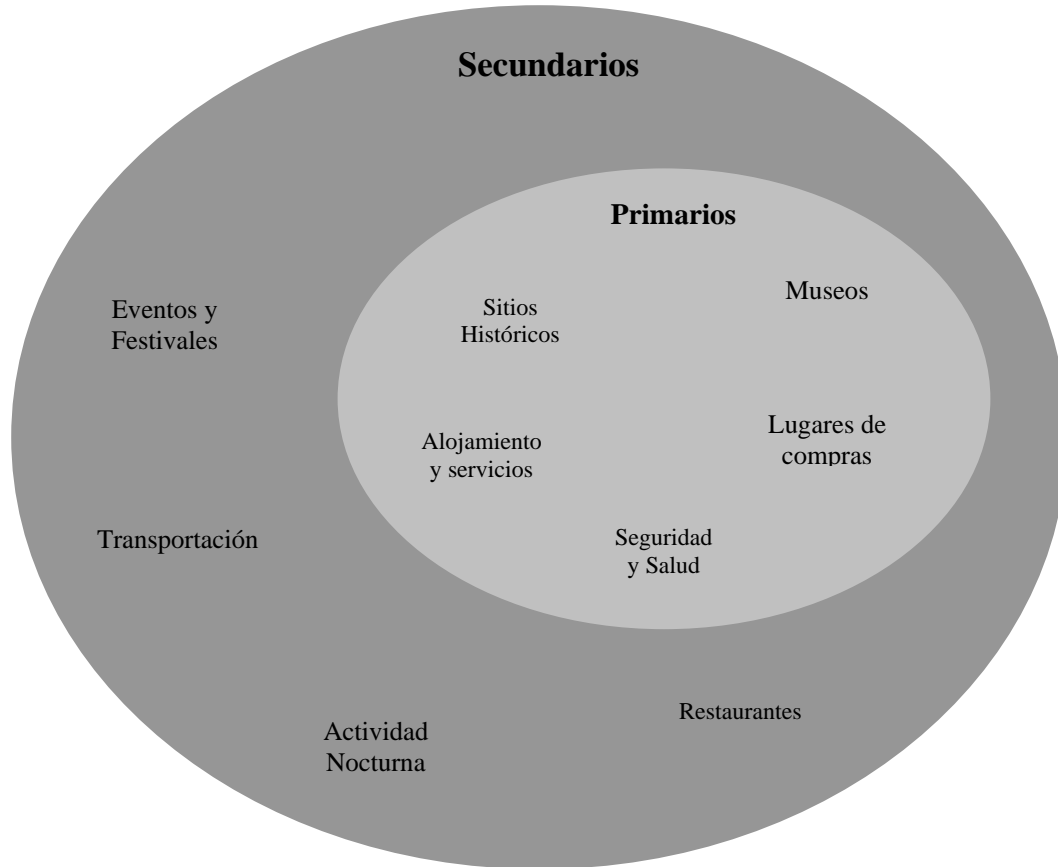 Secundarios
Primarios
Museos
Sitios
Históricos
Eventos y
Festivales
Lugares de
compras
Alojamiento
y servicios
Transportación
Seguridad
y Salud
Restaurantes
Actividad
Nocturna